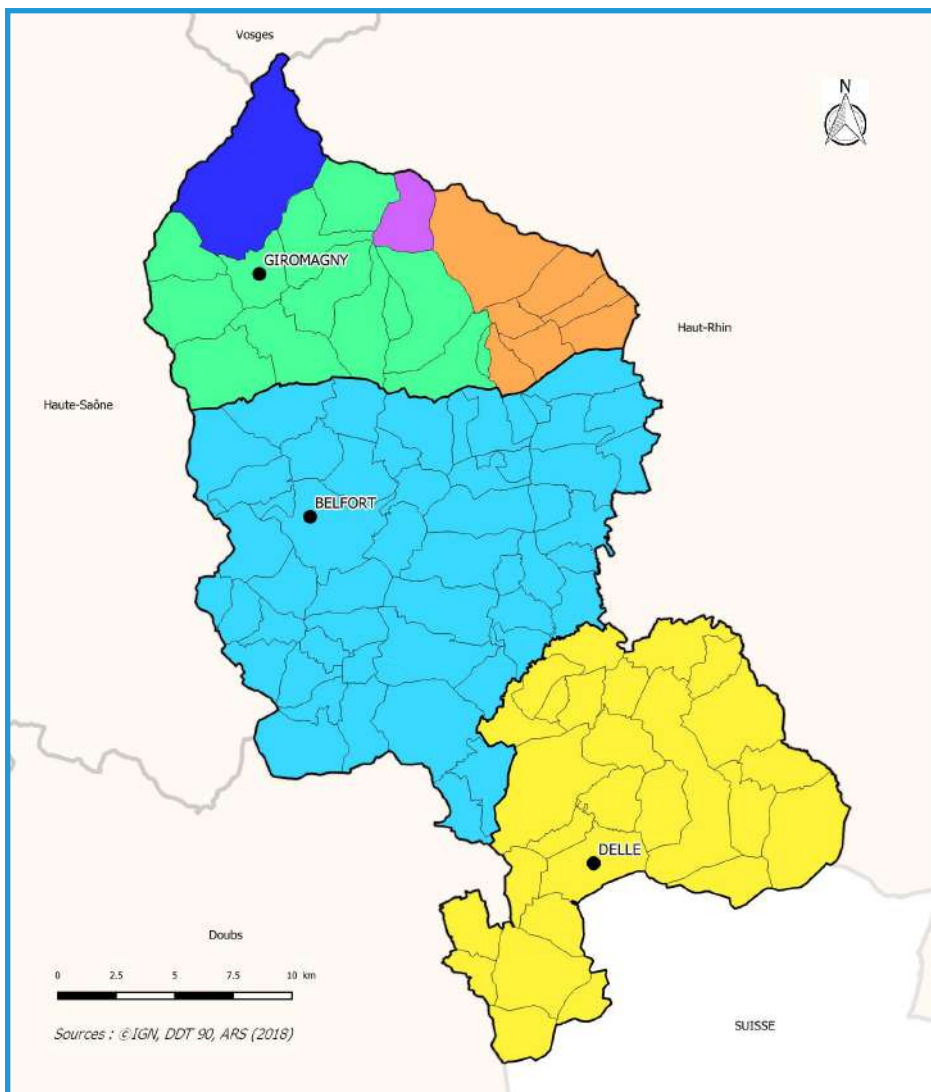 Vosges
N
GIROMAGNY
Haut-Rhin
Haute-Saône
BELFORT
DELLE
Doubs
0 2.5 5 7.5 10 km
Sources : ©IGN, DDT 90, ARS (2018)
SUISSE